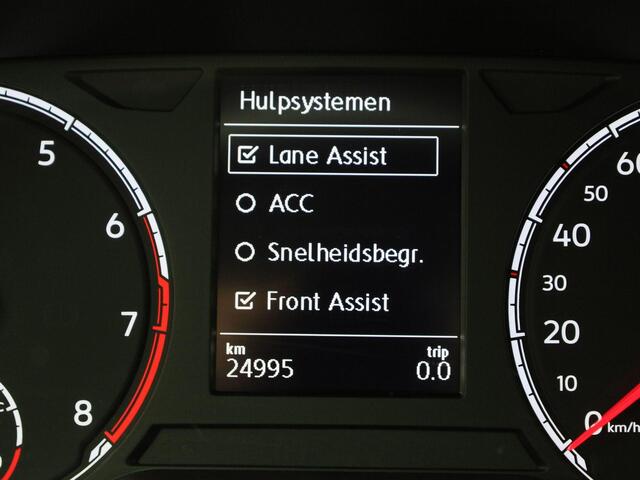 Hulpsystemen
Lane Assist
ACC
Snelheidsbegr.
Front Assist
km trip
24995 0.0
5
6
7
8
60
50
40
30
20
10
0 km/h